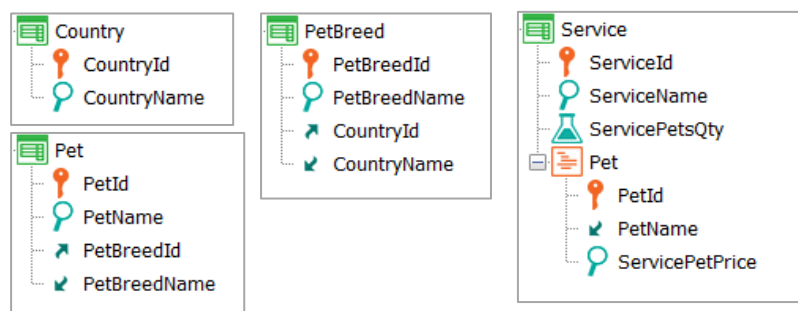 Country
CountryId
CountryName
Pet
PetId
PetName
PetBreedId
PetBreedName
PetBreed
PetBreedId
PetBreedName
CountryId
CountryName
Service
ServiceId
ServiceName
ServicePetsQty
Pet
PetId
PetName
ServicePetPrice